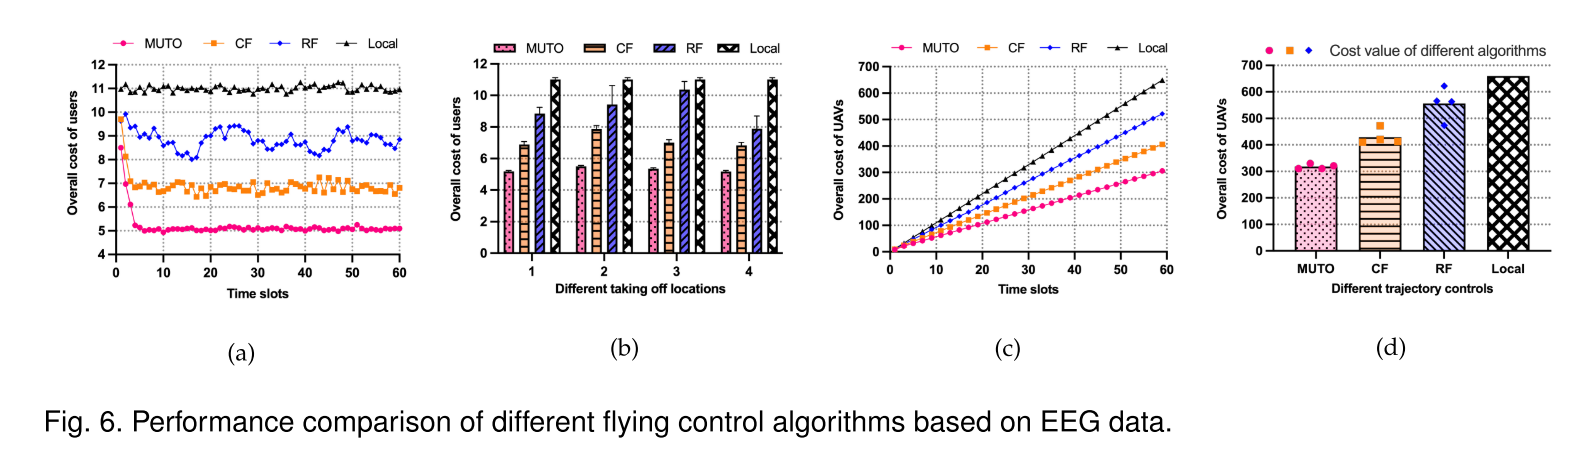 MUTO CF RF Local
Overall cost of users
12
11
10
9
8
7
6
5
4
0 10 20 30 40 50 60
Time slots
(a)
MUTO CF RF Local
Overall cost of users
12
10
8
6
4
2
0
1 2 3 4
Different taking off locations
(b)
MUTO CF RF Local
Overall cost of UAVs
700
600
500
400
300
200
100
0
0 10 20 30 40 50 60
Time slots
(c)
Cost value of different algorithms
Overall cost of UAVs
700
600
500
400
300
200
100
0
MUTO CF RF Local
Different trajectory controls
(d)
Fig. 6. Performance comparison of different flying control algorithms based on EEG data.